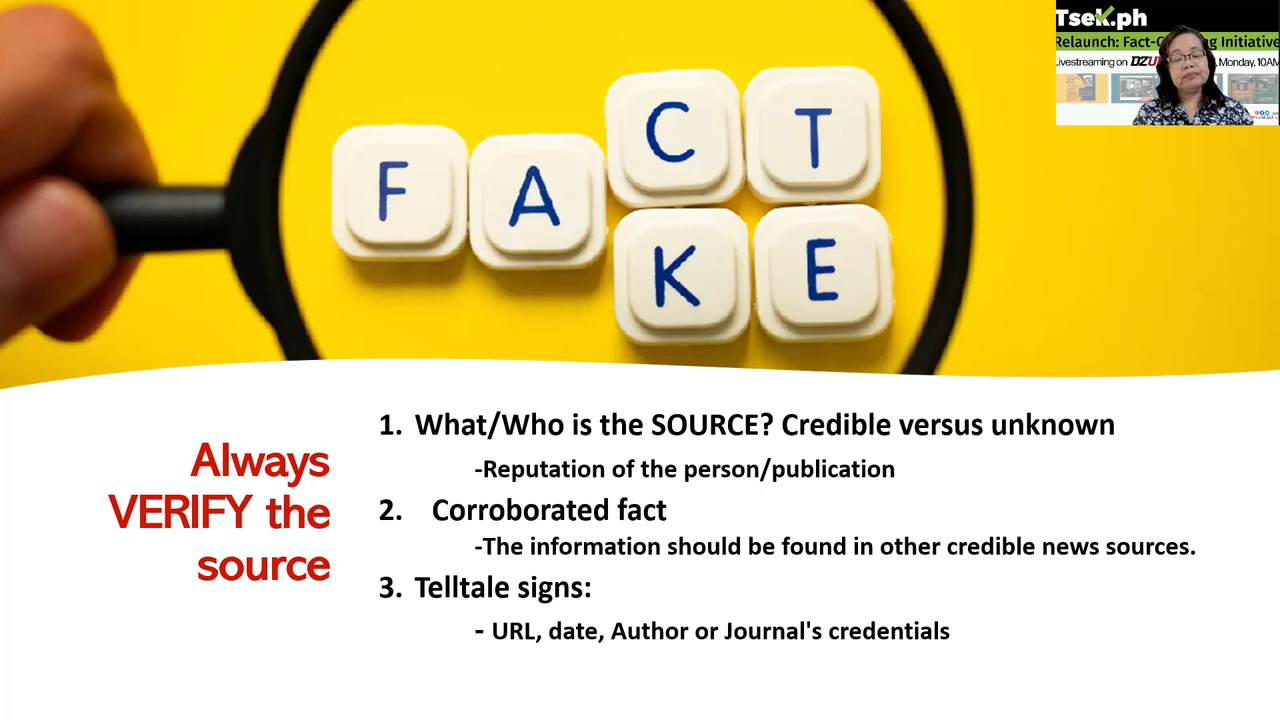 FACT
KE
Tsek.ph
Relaunch: Fact- Initiative
Livestreaming on Monday, 10AM
Always
VERIFY the
source
1. What/Who is the SOURCE? Credible versus unknown
-Reputation of the person/publication
2. Corroborated fact
-The information should be found in other credible news sources.
3. Telltale signs:
- URL, date, Author or Journal's credentials